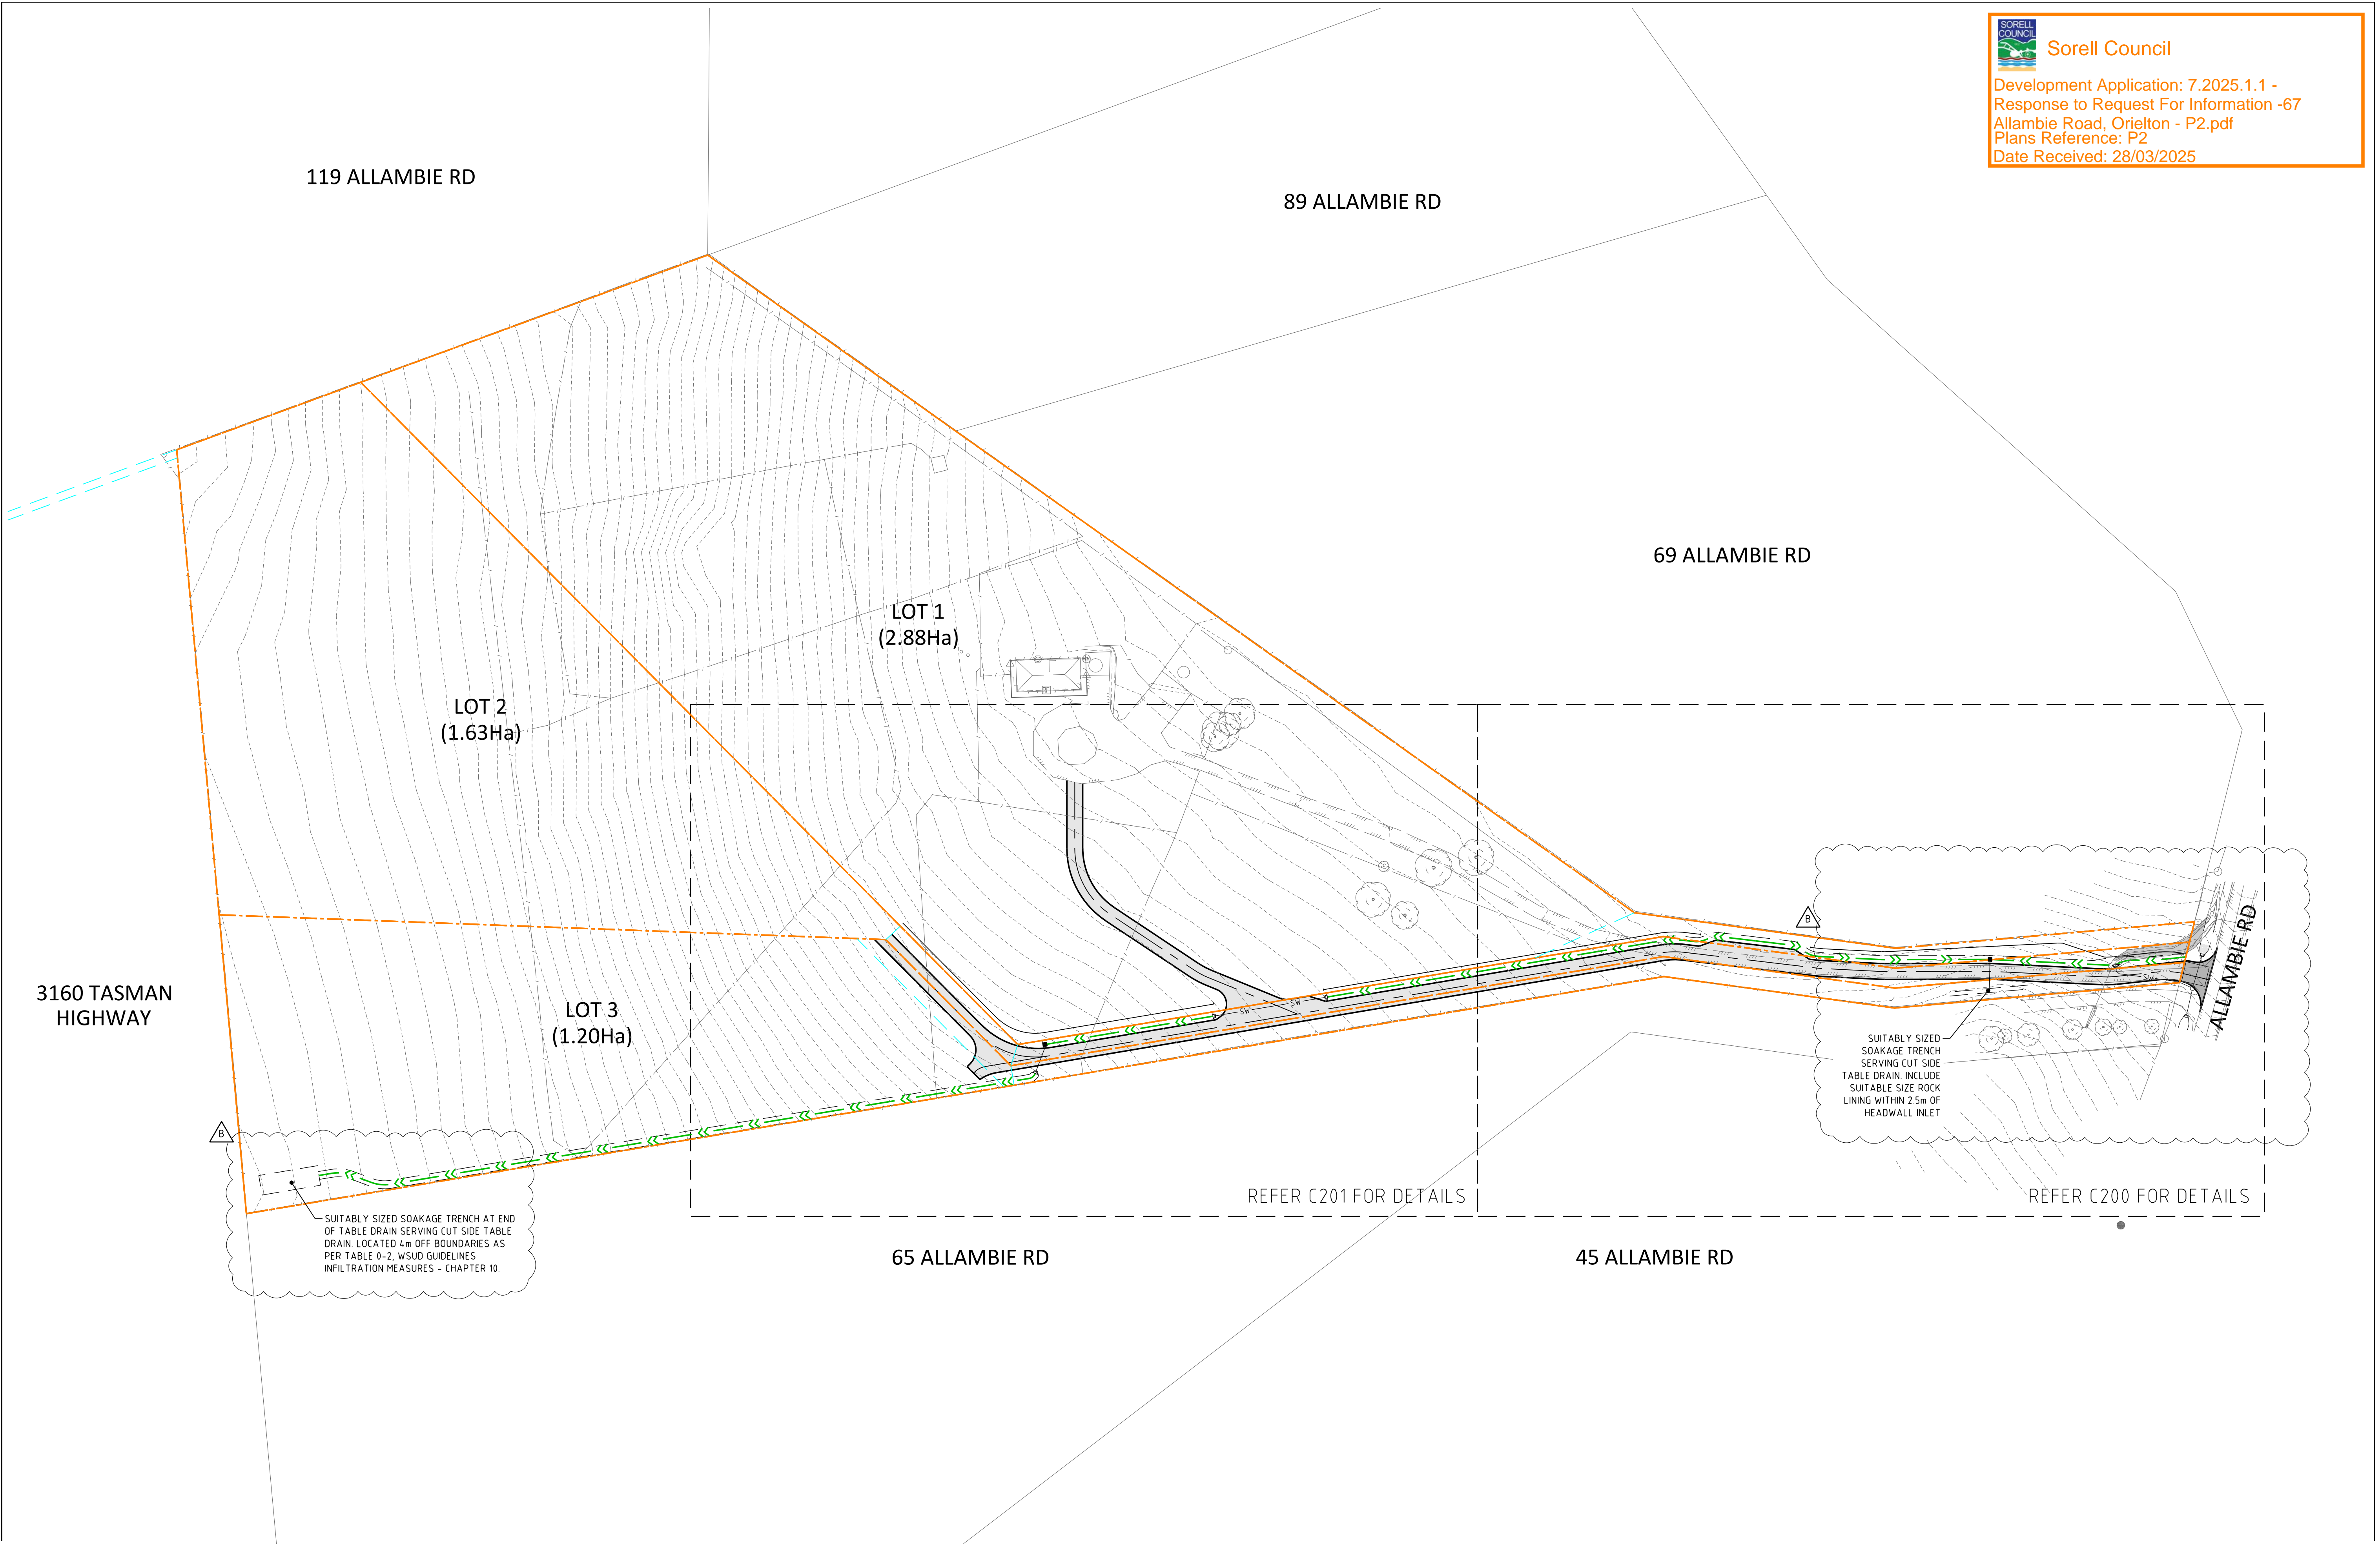 SORELL
COUNCIL
Sorell Council
Development Application: 7.2025.1.1 -
Response to Request For Information -67
Allambie Road, Orielton - P2.pdf
Plans Reference: P2
Date Received: 28/03/2025
119 ALLAMBIE RD
89 ALLAMBIE RD
69 ALLAMBIE RD
LOT 1
(2.88Ha)
LOT 2
(1.63Ha)
LOT 3
(1.20Ha)
3160 TASMAN
HIGHWAY
SW
SW
SW
B
ALLAMBIE RD
SUITABLY SIZED
SOAKAGE TRENCH
SERVING CUT SIDE
TABLE DRAIN. INCLUDE
SUITABLE SIZE ROCK
LINING WITHIN 2.5m OF
HEADWALL INLET
B
SUITABLY SIZED SOAKAGE TRENCH AT END
OF TABLE DRAIN SERVING CUT SIDE TABLE
DRAIN. LOCATED 4m OFF BOUNDARIES AS
PER TABLE 0-2, WSUD GUIDELINES
INFILTRATION MEASURES - CHAPTER 10.
REFER C201 FOR DETAILS
REFER C200 FOR DETAILS
65 ALLAMBIE RD
45 ALLAMBIE RD